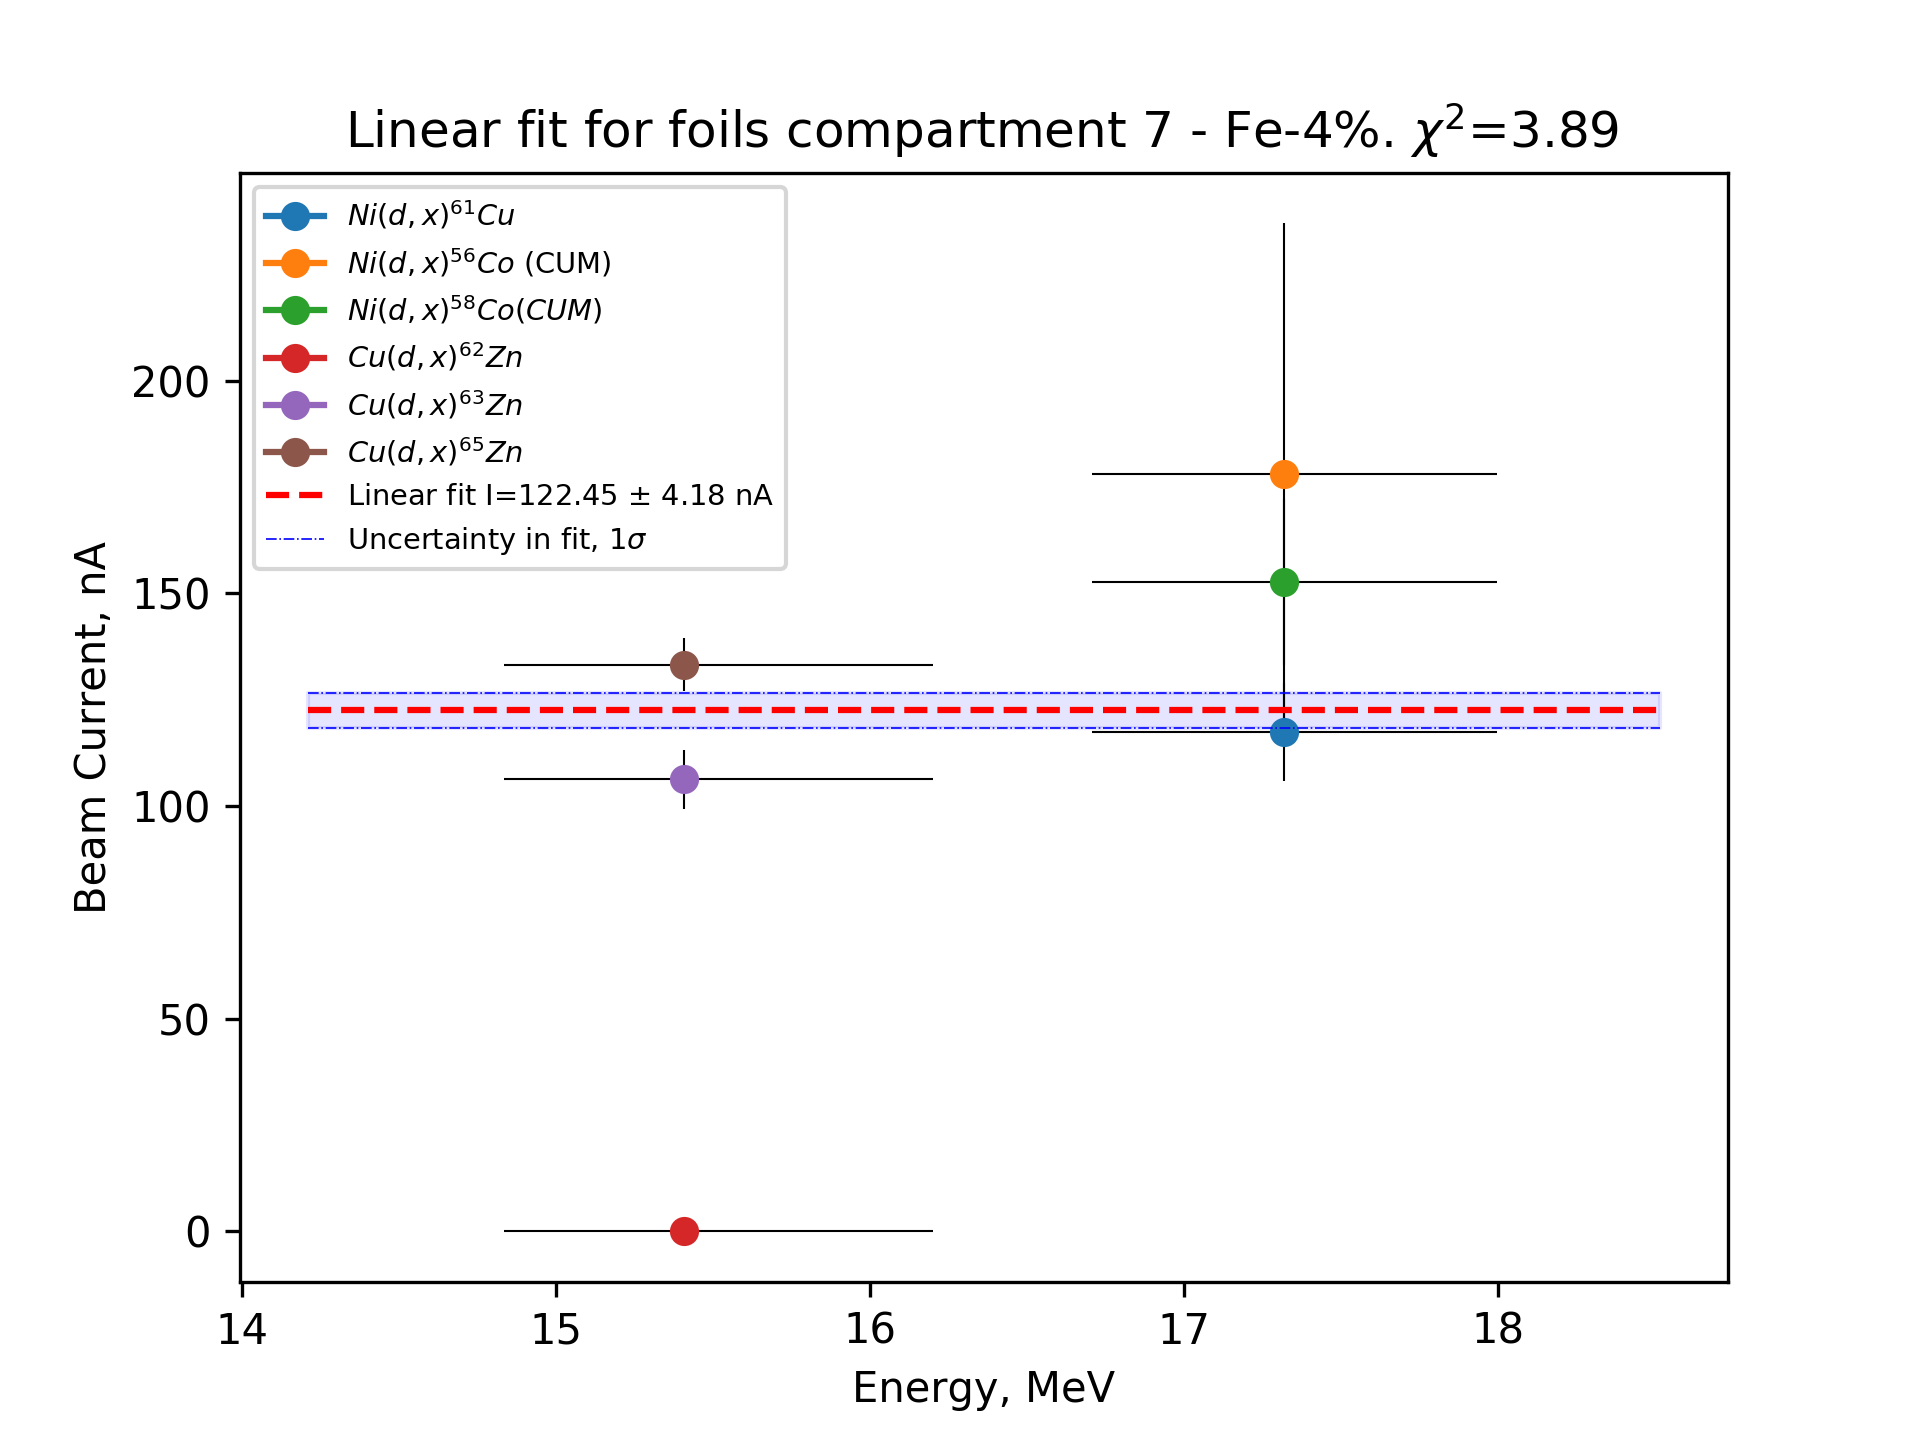 Linear fit for foils compartment 7 - Fe-4%. χ²=3.89
Ni(d, x)⁶¹Cu
Ni(d, x)⁵⁶Co (CUM)
Ni(d, x)⁵⁸Co(CUM)
Cu(d, x)⁶²Zn
Cu(d, x)⁶³Zn
Cu(d, x)⁶⁵Zn
Linear fit I=122.45 ± 4.18 nA
Uncertainty in fit, 1σ
Beam Current, nA
200
150
100
50
0
14 15 16 17 18
Energy, MeV